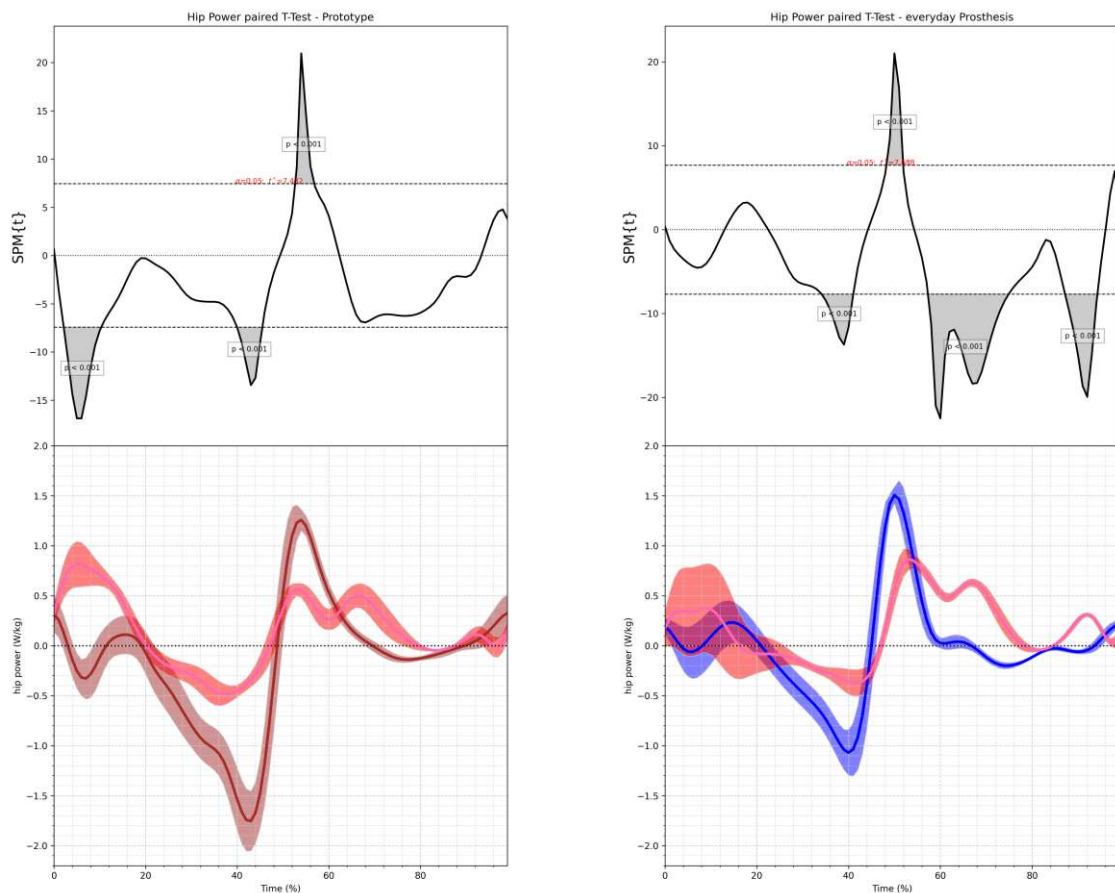 Hip Power paired T-Test - Prototype
20
15
10
5
0
−5
−10
−15
SPM{t}
p < 0.001
p < 0.001
p < 0.001
2.0
1.5
1.0
0.5
0.0
−0.5
−1.0
−1.5
−2.0
hip power (W/kg)
0 20 40 60 80
Time (%)
Hip Power paired T-Test - everyday Prosthesis
20
10
0
−10
−20
SPM{t}
p < 0.001
p < 0.001
p < 0.001
p < 0.001
2.0
1.5
1.0
0.5
0.0
−0.5
−1.0
−1.5
−2.0
hip power (W/kg)
0 20 40 60 80
Time (%)